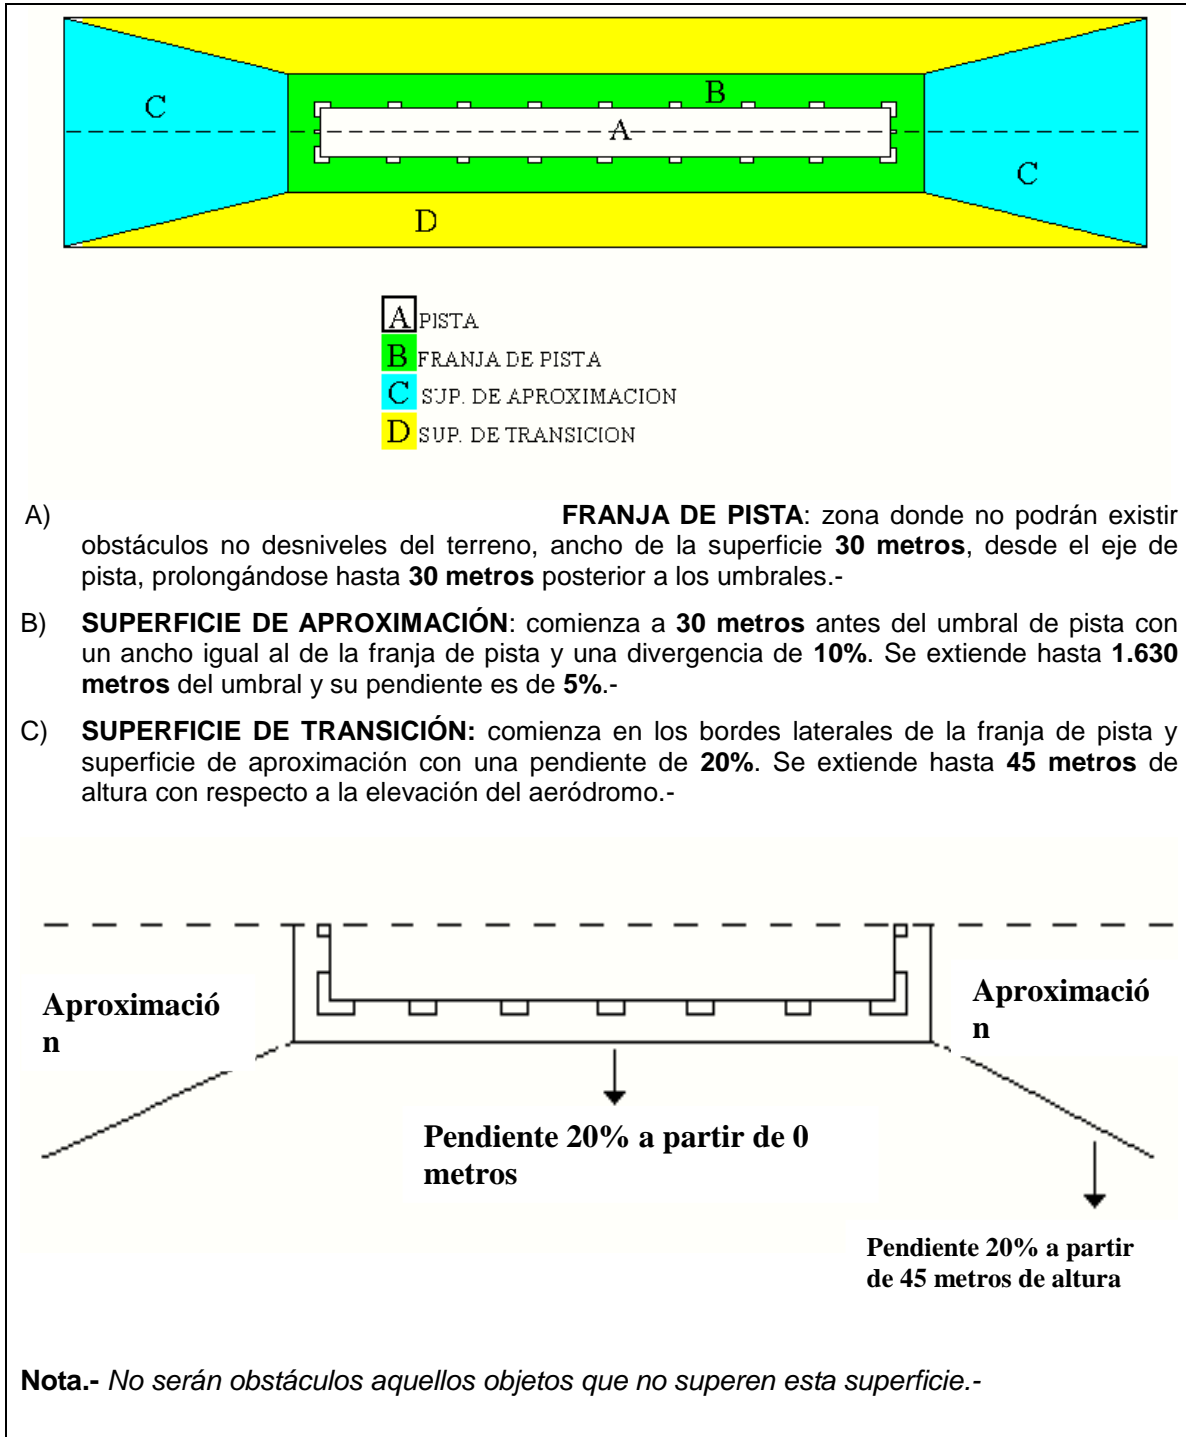 B
C
A
C
D
A PISTA
B FRANJA DE PISTA
C SUP. DE APROXIMACION
D SUP. DE TRANSICION
A) FRANJA DE PISTA: zona donde no podrán existir
obstáculos no desniveles del terreno, ancho de la superficie 30 metros, desde el eje de
pista, prolongándose hasta 30 metros posterior a los umbrales.-
B) SUPERFICIE DE APROXIMACIÓN: comienza a 30 metros antes del umbral de pista con
un ancho igual al de la franja de pista y una divergencia de 10%. Se extiende hasta 1.630
metros del umbral y su pendiente es de 5%.-
C) SUPERFICIE DE TRANSICIÓN: comienza en los bordes laterales de la franja de pista y
superficie de aproximación con una pendiente de 20%. Se extiende hasta 45 metros de
altura con respecto a la elevación del aeródromo.-
Aproximació
n
Aproximació
n
Pendiente 20% a partir de 0
metros
Pendiente 20% a partir
de 45 metros de altura
Nota.- No serán obstáculos aquellos objetos que no superen esta superficie.-